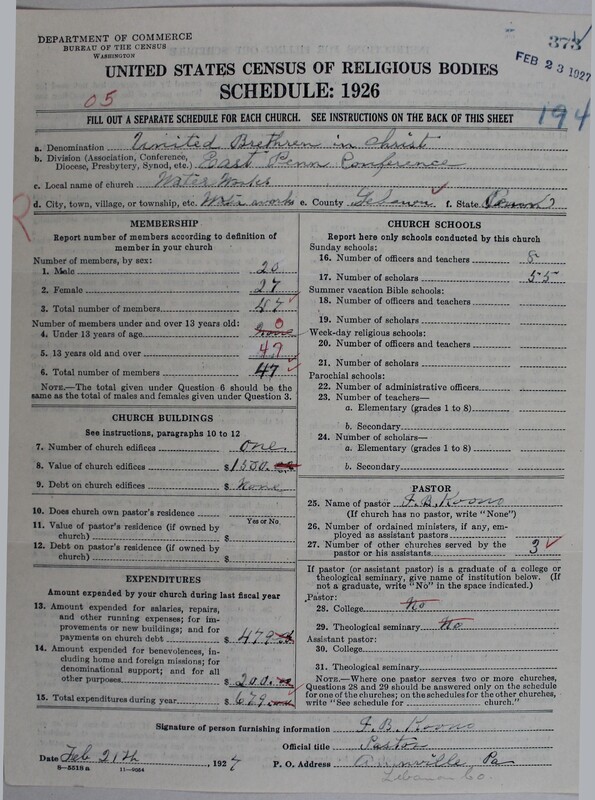 DEPARTMENT OF COMMERCE
BUREAU OF THE CENSUS
WASHINGTON
373
FEB 23 1927
UNITED STATES CENSUS OF RELIGIOUS BODIES
SCHEDULE: 1926
05
194
FILL OUT A SEPARATE SCHEDULE FOR EACH CHURCH. SEE INSTRUCTIONS ON THE BACK OF THIS SHEET
a. Denomination United Brethren in Christ
b. Division (Association, Conference, Diocese, Presbytery, Synod, etc.) East Penn Conference
c. Local name of church Water Works
d. City, town, village, or township, etc. Water works e. County Lebanon f. State Penna
MEMBERSHIP
Report number of members according to definition of member in your church
Number of members, by sex:
1. Male 20
2. Female 27
3. Total number of members 47
Number of members under and over 13 years old:
4. Under 13 years of age 0
5. 13 years old and over 47
6. Total number of members 47
NOTE.—The total given under Question 6 should be the same as the total of males and females given under Question 3.
CHURCH BUILDINGS
See instructions, paragraphs 10 to 12
7. Number of church edifices one
8. Value of church edifices $1500.
9. Debt on church edifices $ None
10. Does church own pastor's residence
Yes or No
11. Value of pastor's residence (if owned by church) $
12. Debt on pastor's residence (if owned by church) $
EXPENDITURES
Amount expended by your church during last fiscal year
13. Amount expended for salaries, repairs, and other running expenses; for improvements or new buildings; and for payments on church debt $ 479
14. Amount expended for benevolences, including home and foreign missions; for denominational support; and for all other purposes $ 200.
15. Total expenditures during year $ 679
CHURCH SCHOOLS
Report here only schools conducted by this church
Sunday schools:
16. Number of officers and teachers 8
17. Number of scholars 55
Summer vacation Bible schools:
18. Number of officers and teachers
19. Number of scholars
Week-day religious schools:
20. Number of officers and teachers
21. Number of scholars
Parochial schools:
22. Number of administrative officers
23. Number of teachers—
a. Elementary (grades 1 to 8)
b. Secondary
24. Number of scholars—
a. Elementary (grades 1 to 8)
b. Secondary
PASTOR
25. Name of pastor
(If church has no pastor, write "None")
26. Number of ordained ministers, if any, employed as assistant pastors
27. Number of other churches served by the pastor or his assistants 3
If pastor (or assistant pastor) is a graduate of a college or theological seminary, give name of institution below. (If not a graduate, write "No" in the space indicated.)
Pastor:
28. College No
29. Theological seminary No
Assistant pastor:
30. College
31. Theological seminary
NOTE.—Where one pastor serves two or more churches, Questions 28 and 29 should be answered only on the schedule for one of the churches; on the schedules for the other churches, write "See schedule for church."
Signature of person furnishing information
Official title Pastor
Date Feb 21th, 1927 P. O. Address Annville, Pa
Lebanon Co.
8-5518a 11-8064